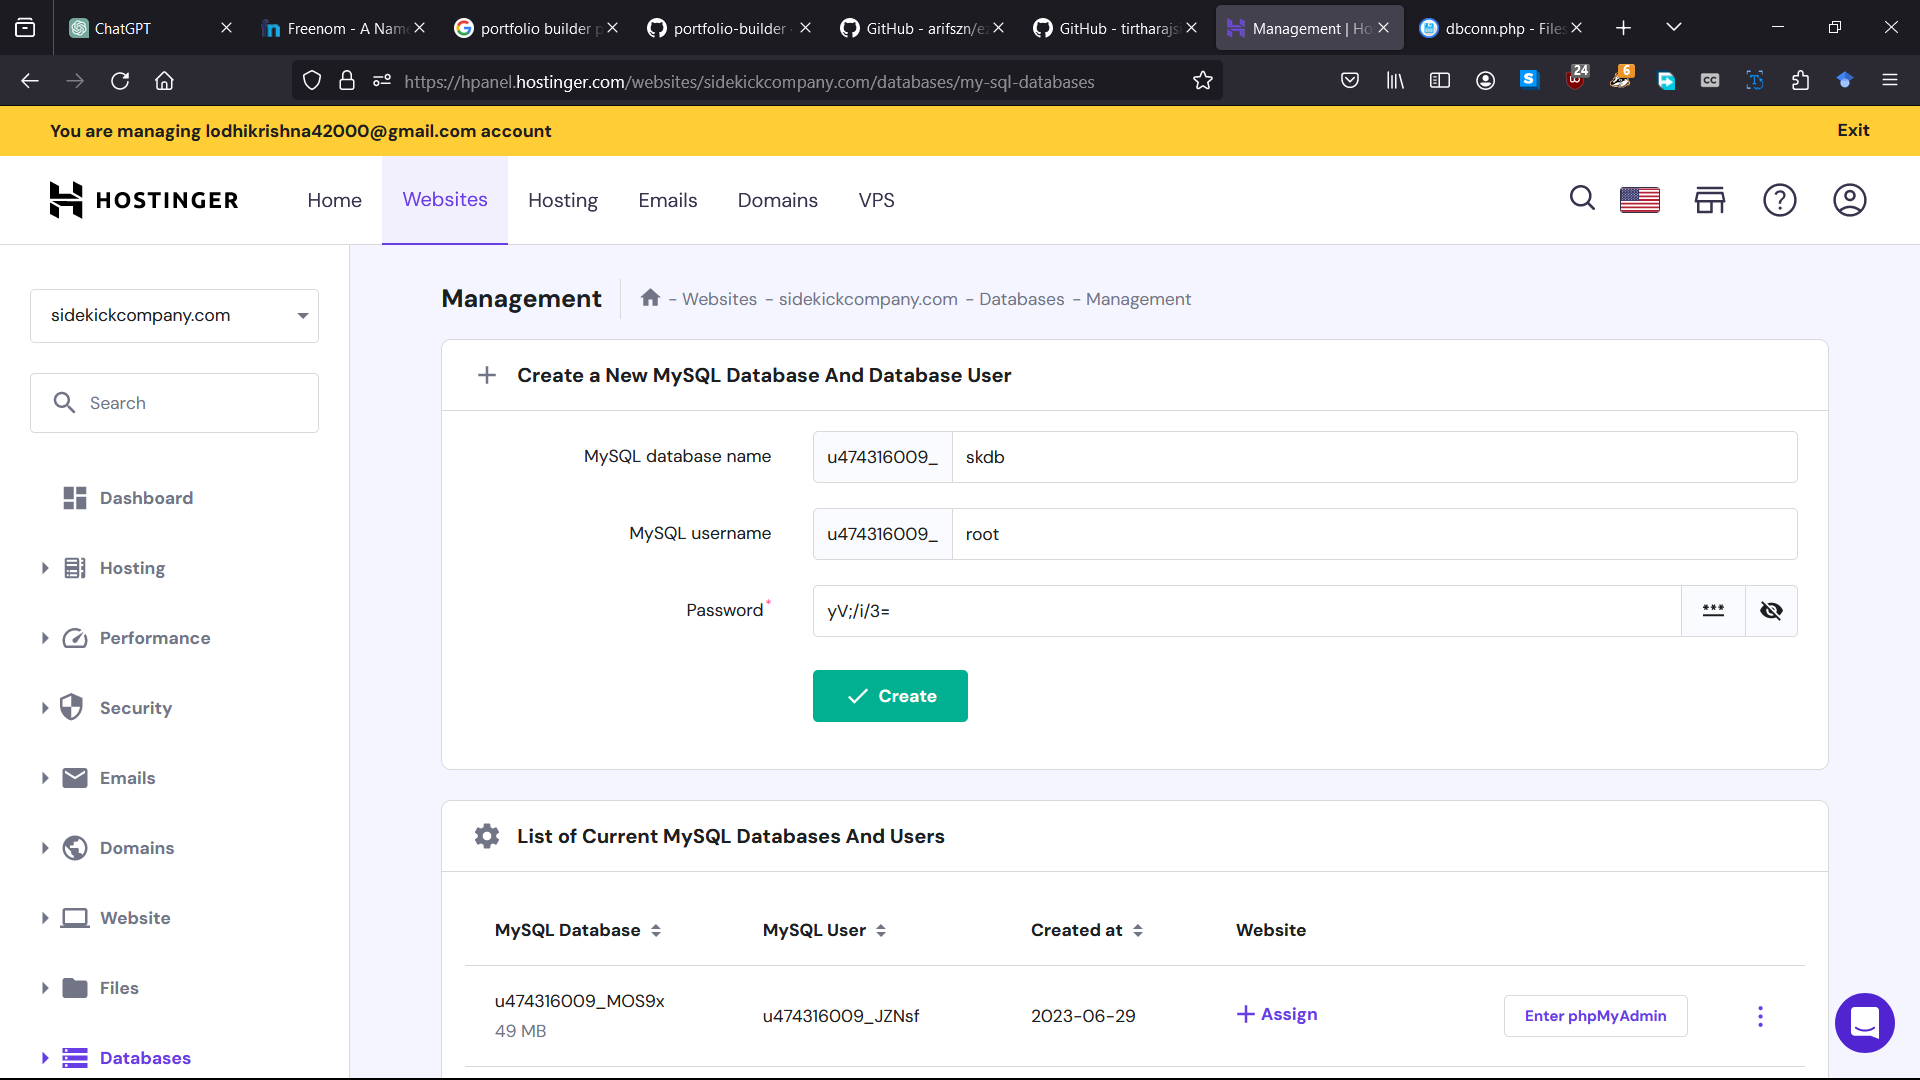 ChatGPT
Freenom - A Name
portfolio builder p
portfolio-builder ·
GitHub - arifszn/ez
GitHub - tirtharajsi
Management | Ho
dbconn.php - Files
https://hpanel.hostinger.com/websites/sidekickcompany.com/databases/my-sql-databases
24
6
You are managing lodhikrishna42000@gmail.com account
Exit
HOSTINGER
Home
Websites
Hosting
Emails
Domains
VPS
sidekickcompany.com
Search
Dashboard
Hosting
Performance
Security
Emails
Domains
Website
Files
Databases
Management
- Websites - sidekickcompany.com - Databases - Management
Create a New MySQL Database And Database User
MySQL database name
u474316009_ skdb
MySQL username
u474316009_ root
Password*
yV;/i/3=
Create
List of Current MySQL Databases And Users
MySQL Database MySQL User Created at Website
u474316009_MOS9x
49 MB
u474316009_JZNsf
2023-06-29
Assign
Enter phpMyAdmin